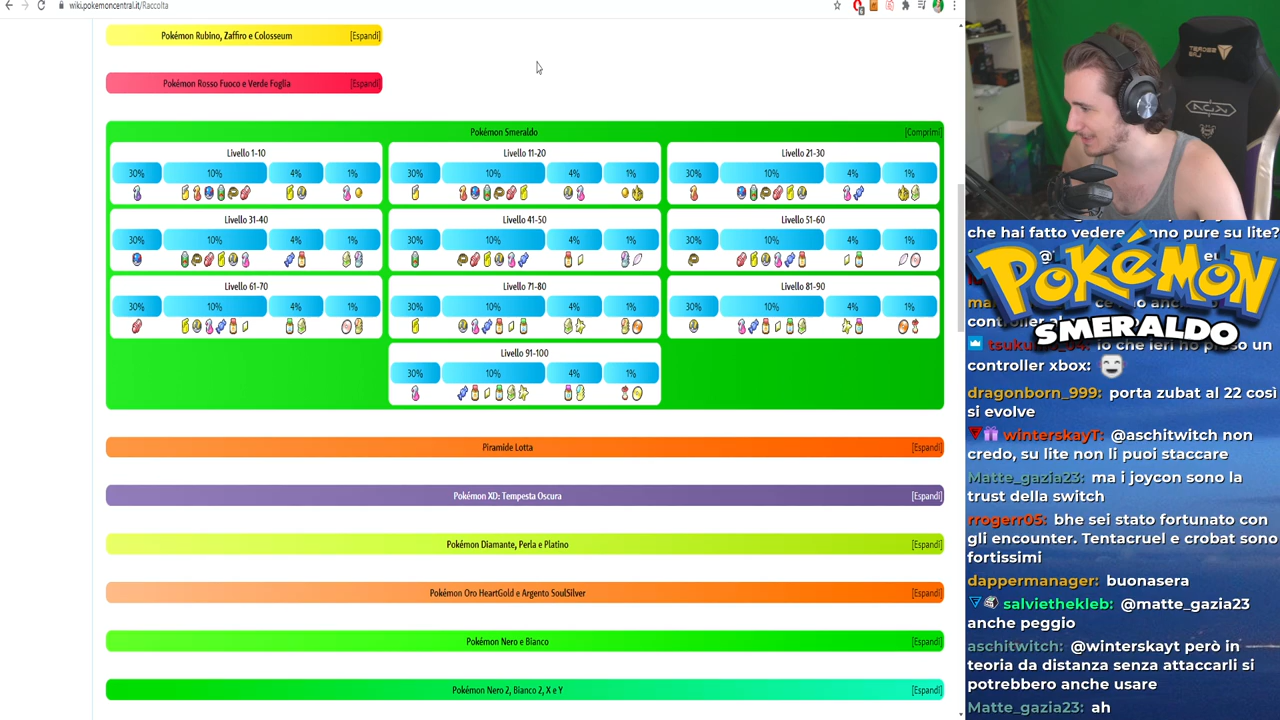 wiki.pokemoncentral.it/Raccolta
Pokémon Rubino, Zaffiro e Colosseum [Espandi]
Pokémon Rosso Fuoco e Verde Foglia [Espandi]
Pokémon Smeraldo [Comprimi]
Livello 1-10 Livello 11-20 Livello 21-30
30% 10% 4% 1% 30% 10% 4% 1% 30% 10% 4% 1%
Livello 31-40 Livello 41-50 Livello 51-60
30% 10% 4% 1% 30% 10% 4% 1% 30% 10% 4% 1%
Livello 61-70 Livello 71-80 Livello 81-90
30% 10% 4% 1% 30% 10% 4% 1% 30% 10% 4% 1%
Livello 91-100
30% 10% 4% 1%
Piramide Lotta [Espandi]
Pokémon XD: Tempesta Oscura [Espandi]
Pokémon Diamante, Perla e Platino [Espandi]
Pokémon Oro HeartGold e Argento SoulSilver [Espandi]
Pokémon Nero e Bianco [Espandi]
Pokémon Nero 2, Bianco 2, X e Y [Espandi]
che hai fatto vedere
nno pure su lite?
POKÉMON
SMERALDO
un
controller xbox:
dragonborn_999: porta zubat al 22 così
si evolve
winterskayT: @aschitwitch non
credo, su lite non li puoi staccare
Matte_gazia23: ma i joycon sono la
trust della switch
rrogerr05: bhe sei stato fortunato con
gli encounter. Tentacruel e crobat sono
fortissimi
dappermanager: buonasera
salviethekleb: @matte_gazia23
anche peggio
aschitwitch: @winterskayt però in
teoria da distanza senza attaccarli si
potrebbero anche usare
Matte_gazia23: ah